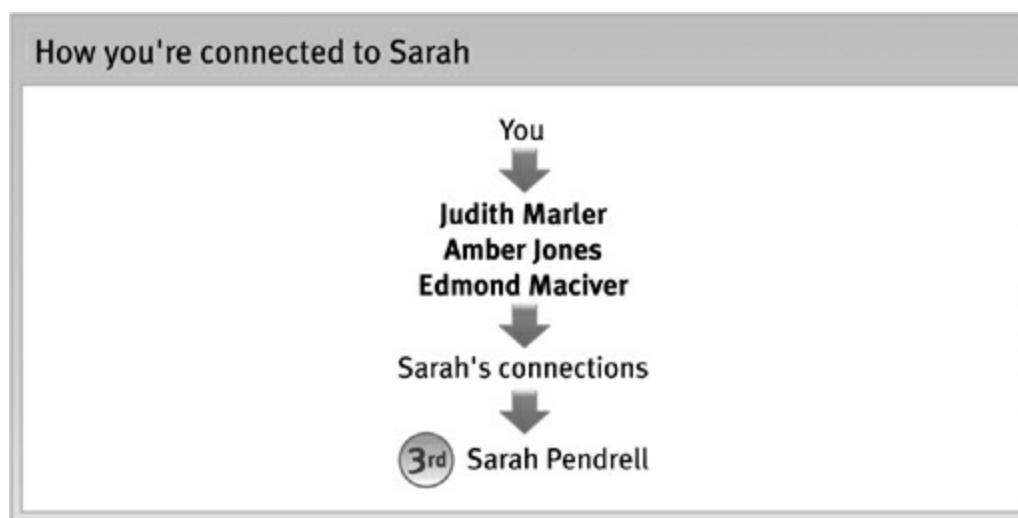 How you're connected to Sarah
You
Judith Marler
Amber Jones
Edmond Maciver
Sarah's connections
3rd Sarah Pendrell